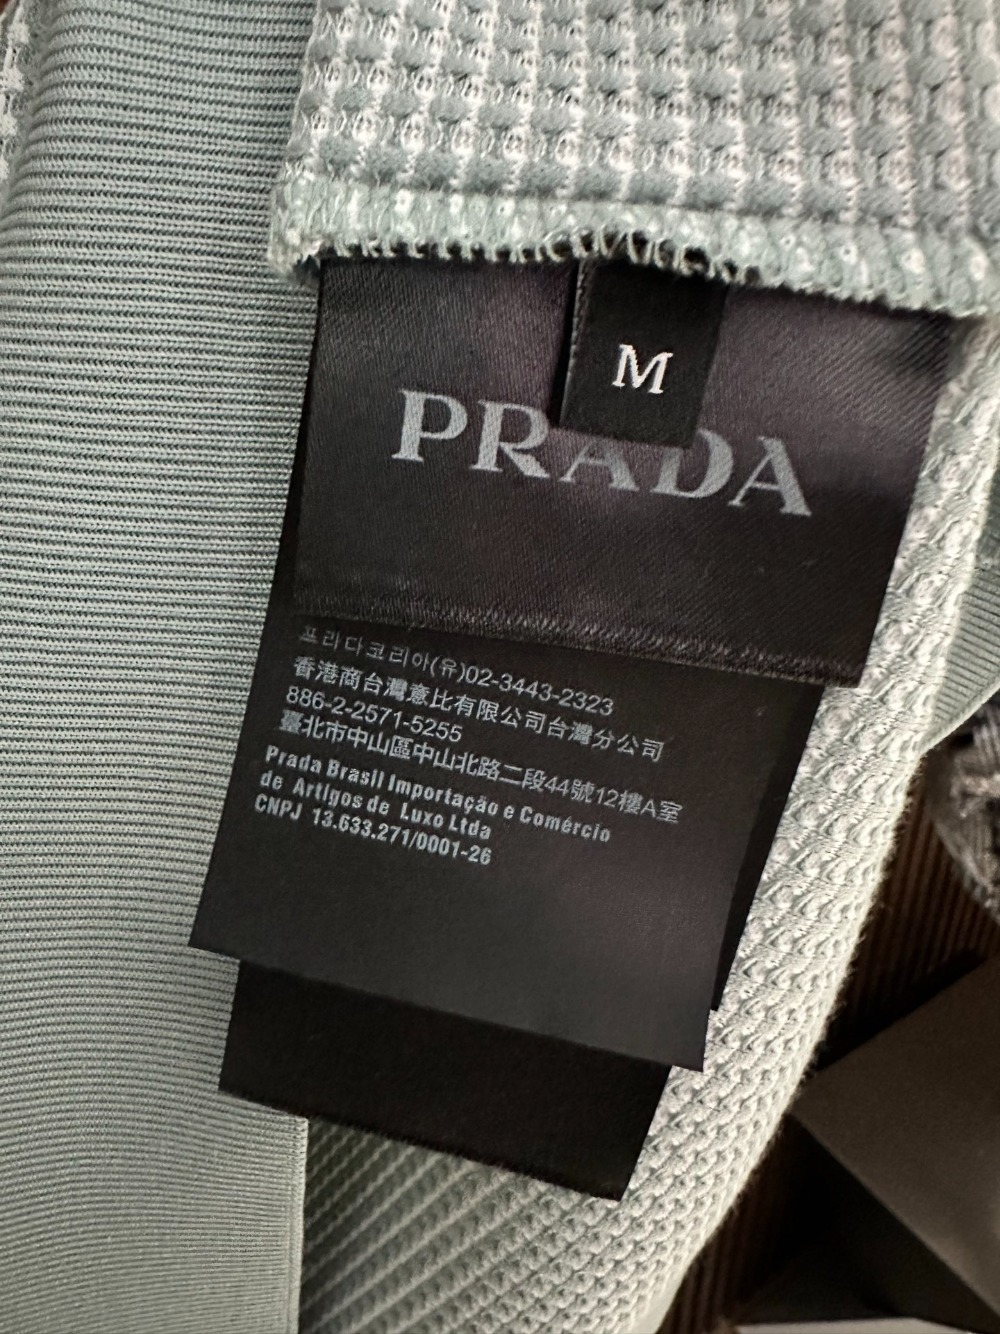 M
PRADA
프라다코리아(유)02-3443-2323
香港商台灣意比有限公司台灣分公司
886-2-2571-5255
臺北市中山區中山北路二段44號12樓A室
Prada Brasil Importação e Comércio
de Artigos de Luxo Ltda
CNPJ 13.633.271/0001-26